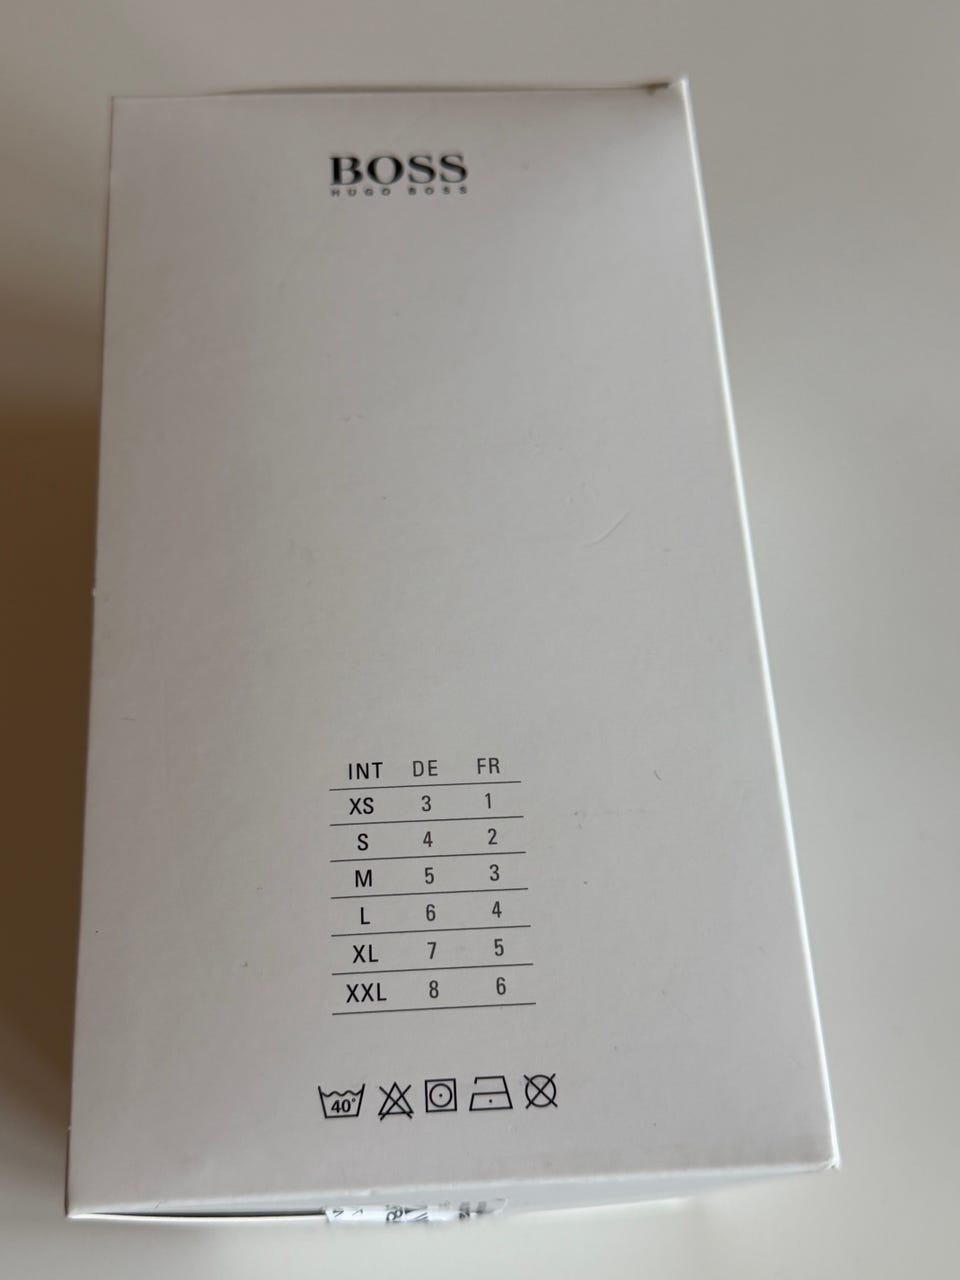 BOSS
HUGO BOSS
INT DE FR
XS 3 1
S 4 2
M 5 3
L 6 4
XL 7 5
XXL 8 6
40°